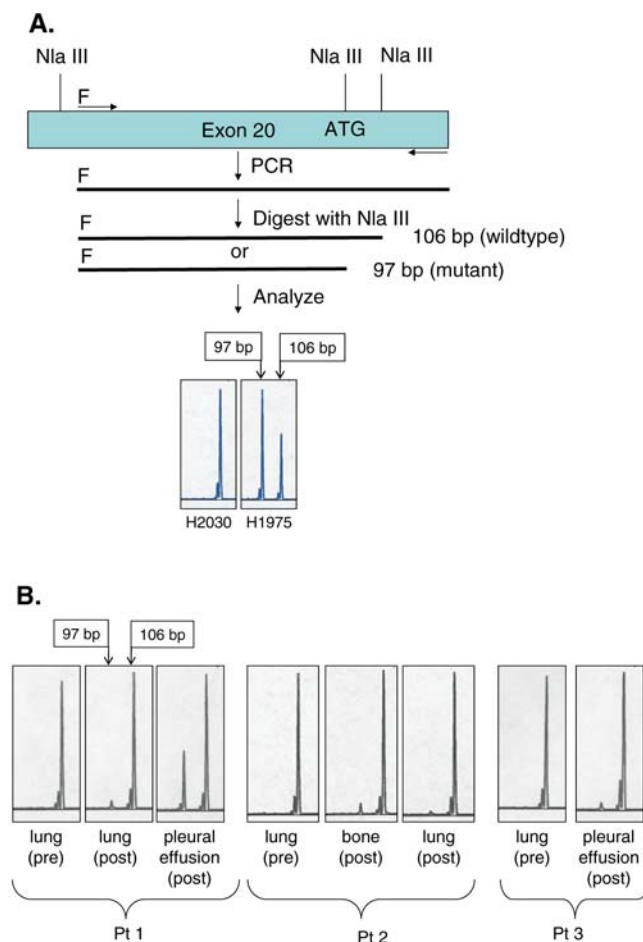 A.
Nla III
Nla III
Nla III
F
Exon 20
ATG
PCR
F
Digest with Nla III
F
106 bp (wildtype)
or
F
97 bp (mutant)
Analyze
97 bp
106 bp
H2030
H1975
B.
97 bp
106 bp
lung
(pre)
lung
(post)
pleural
effusion
(post)
lung
(pre)
bone
(post)
lung
(post)
lung
(pre)
pleural
effusion
(post)
Pt 1
Pt 2
Pt 3